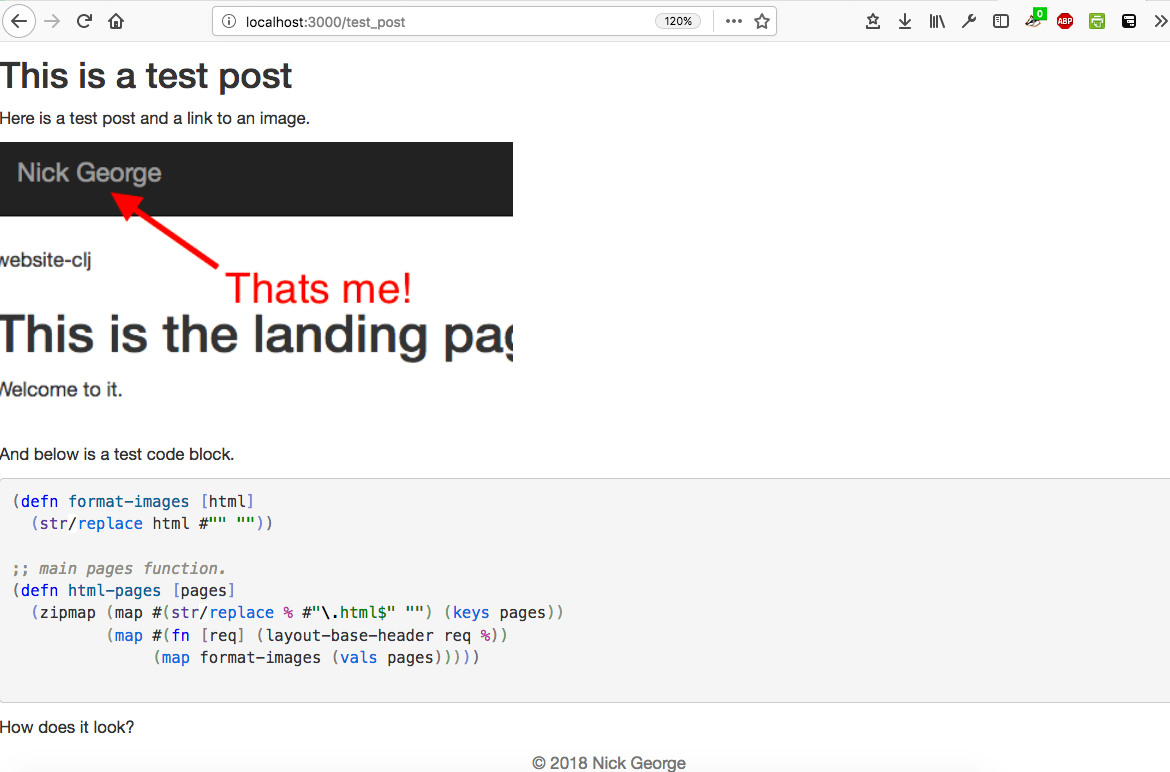 localhost:3000/test_post
120%
0
ABP
This is a test post
Here is a test post and a link to an image.
Nick George
website-clj
Thats me!
This is the landing pag
Welcome to it.
And below is a test code block.
(defn format-images [html]
  (str/replace html #"" ""))
;; main pages function.
(defn html-pages [pages]
  (zipmap (map #(str/replace % #"\.html$" "") (keys pages))
          (map #(fn [req] (layout-base-header req %))
               (map format-images (vals pages)))))
How does it look?
© 2018 Nick George